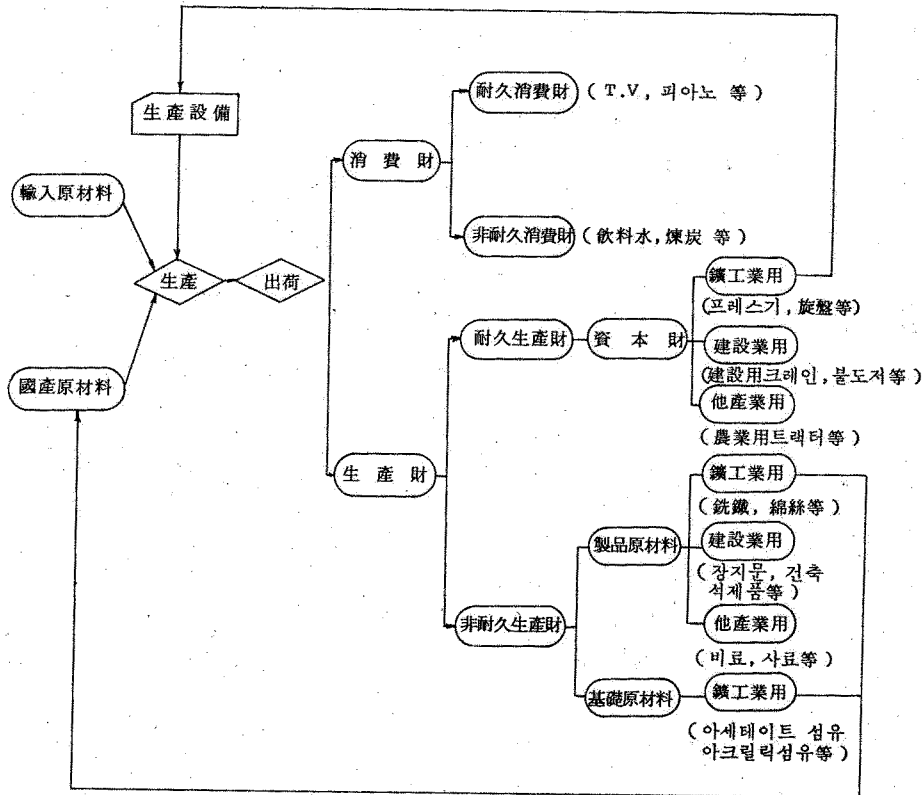 生產設備
輸入原材料
國產原材料
生產
出荷
消費財
耐久消費財 ( T.V, 피아노 等 )
非耐久消費財 (飮料水, 煉炭 等 )
生產財
耐久生產財
資本財
鑛工業用
(프레스기, 旋盤等)
建設業用
(建設用크레인, 불도저等)
他產業用
(農業用트랙터等)
非耐久生產財
製品原材料
鑛工業用
(銑鐵, 綿絲等)
建設業用
(장지문, 건축
석제품等)
他產業用
(비료, 사료等)
基礎原材料
鑛工業用
(아세테이트 섬유
아크릴릭섬유等)